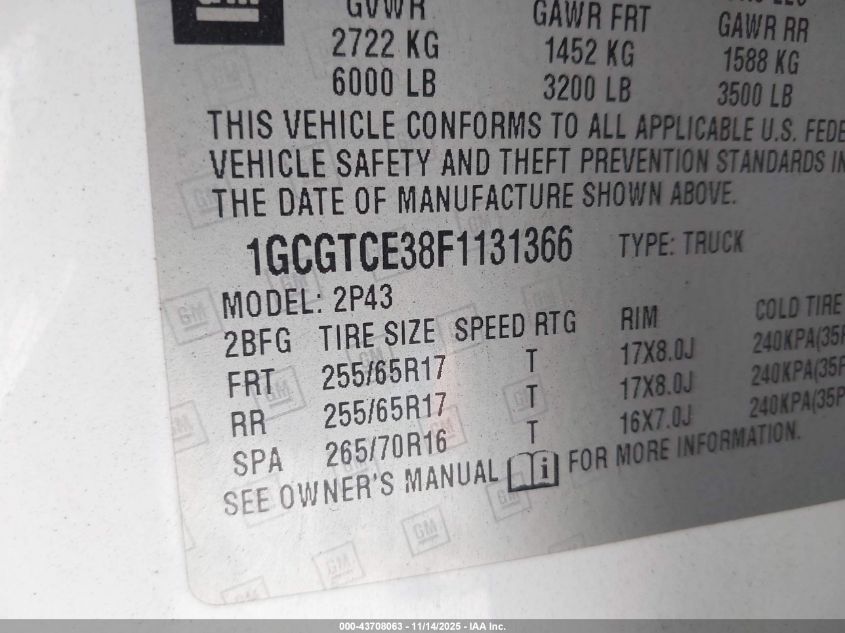 GM
GVWR GAWR FRT GAWR RR
2722 KG 1452 KG 1588 KG
6000 LB 3200 LB 3500 LB
THIS VEHICLE CONFORMS TO ALL APPLICABLE U.S. FEDE
VEHICLE SAFETY AND THEFT PREVENTION STANDARDS IN
THE DATE OF MANUFACTURE SHOWN ABOVE.
1GCGTCE38F1131366 TYPE: TRUCK
MODEL: 2P43
2BFG TIRE SIZE SPEED RTG RIM COLD TIRE
FRT 255/65R17 T 17X8.0J 240KPA(35P
RR 255/65R17 T 17X8.0J 240KPA(35P
SPA 265/70R16 T 16X7.0J 240KPA(35P
SEE OWNER'S MANUAL i FOR MORE INFORMATION.
000-43708063 - 11/14/2025 - IAA Inc.